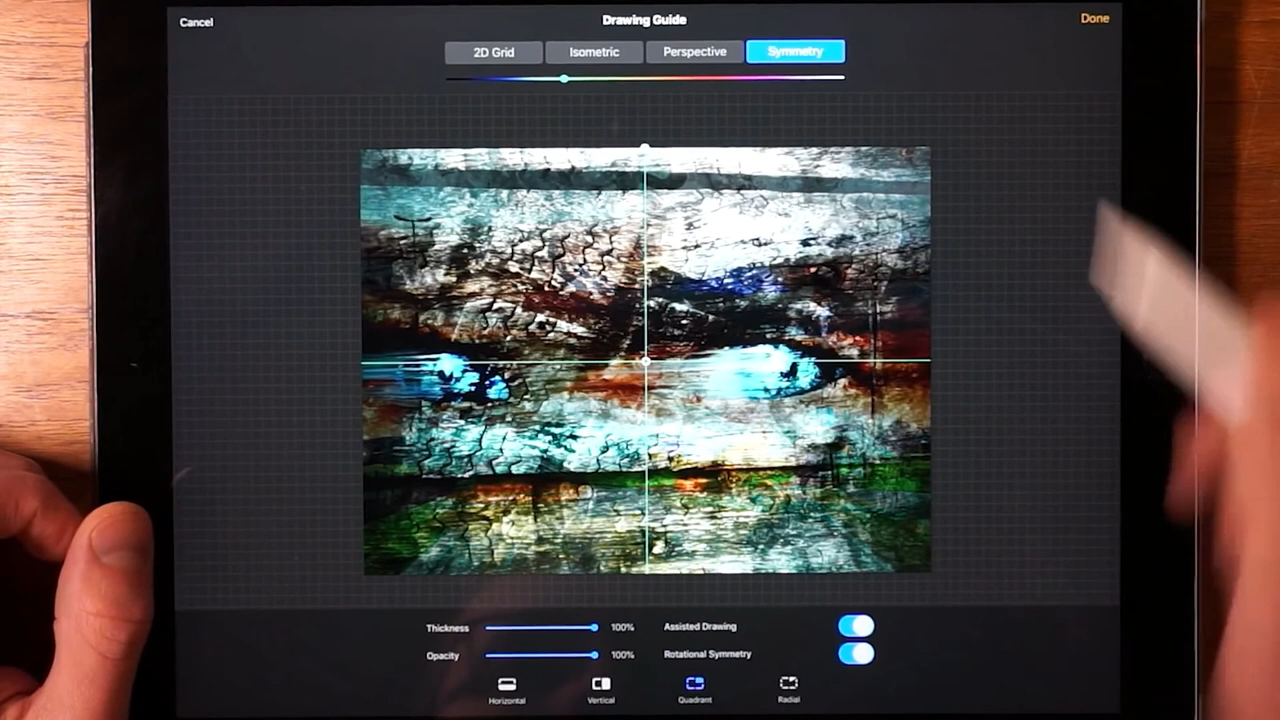 Cancel
Drawing Guide
Done
2D Grid
Isometric
Perspective
Symmetry
Thickness
100%
Assisted Drawing
Opacity
100%
Rotational Symmetry
Horizontal
Vertical
Quadrant
Radial